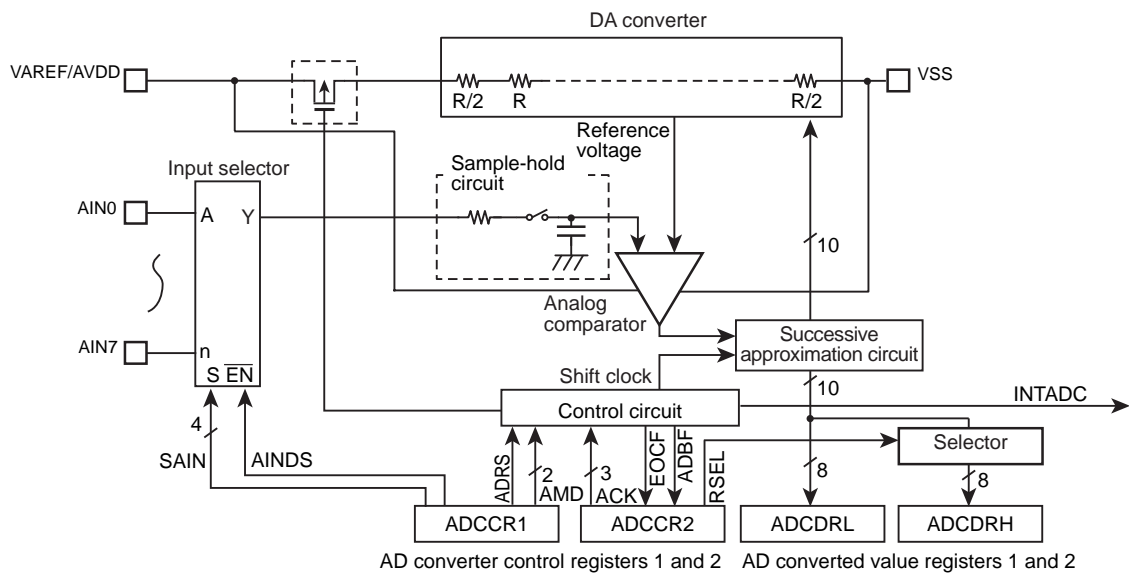 DA converter
VAREF/AVDD
VSS
R/2
R
R/2
Reference
voltage
Input selector
Sample-hold
circuit
AIN0
A
Y
10
Analog
comparator
AIN7
n
S EN
Successive
approximation circuit
10
Shift clock
Control circuit
INTADC
4
SAIN
AINDS
ADRS
2
AMD
3
ACK
EOCF
ADBF
RSEL
Selector
8
8
ADCCR1
ADCCR2
ADCDRL
ADCDRH
AD converter control registers 1 and 2
AD converted value registers 1 and 2